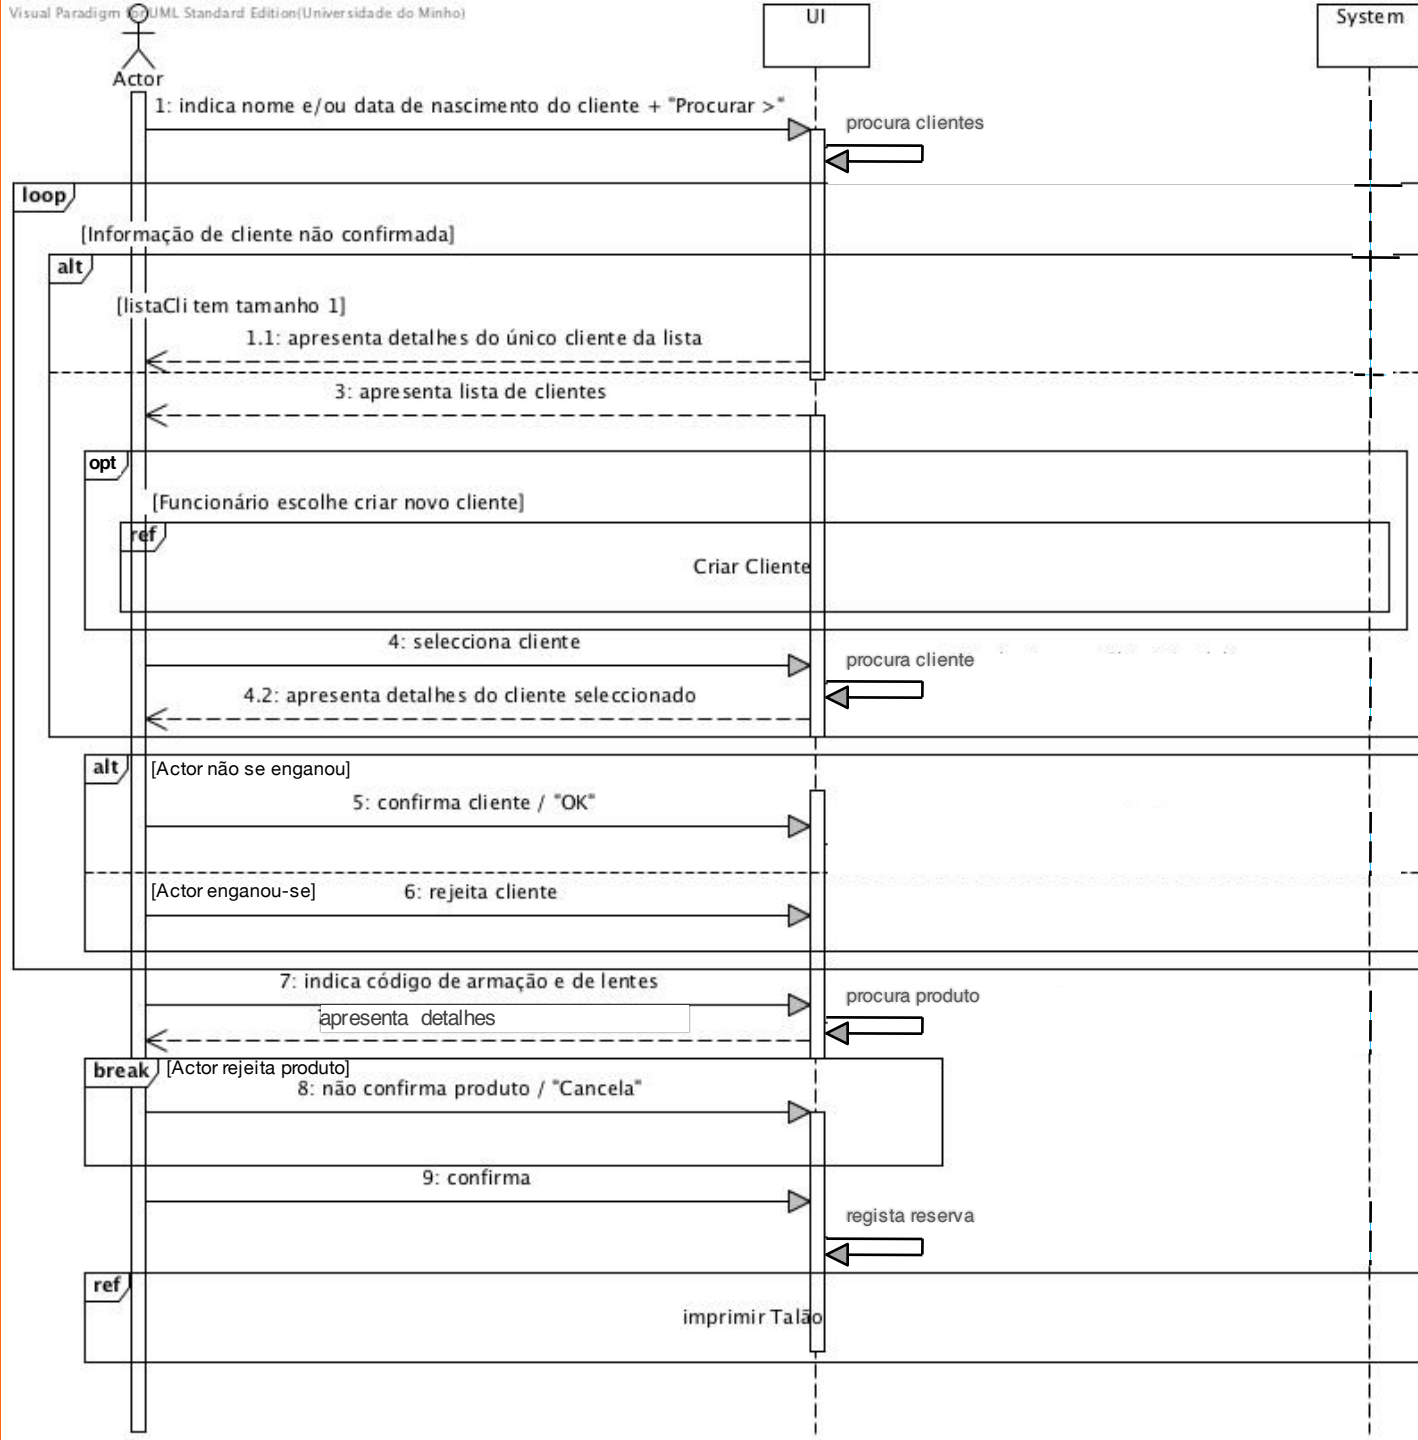 Visual Paradigm for UML Standard Edition(Universidade do Minho)
UI
System
Actor
1: indica nome e/ou data de nascimento do cliente + "Procurar >"
procura clientes
loop
[Informação de cliente não confirmada]
alt
[listaCli tem tamanho 1]
1.1: apresenta detalhes do único cliente da lista
3: apresenta lista de clientes
opt
[Funcionário escolhe criar novo cliente]
ref
Criar Cliente
4: selecciona cliente
procura cliente
4.2: apresenta detalhes do cliente seleccionado
alt
[Actor não se enganou]
5: confirma cliente / "OK"
[Actor enganou-se]
6: rejeita cliente
7: indica código de armação e de lentes
procura produto
apresenta detalhes
break
[Actor rejeita produto]
8: não confirma produto / "Cancela"
9: confirma
regista reserva
ref
imprimir Talão